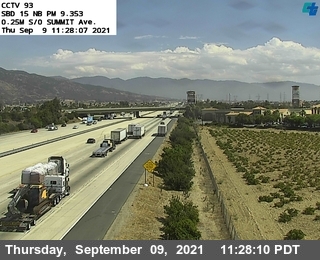 CCTV 93
SBD 15 NB PM 9.353
0.25M S/O SUMMIT Ave.
Thu Sep  9 11:28:07 2021
Thursday, September 09, 2021 11:28:10 PDT